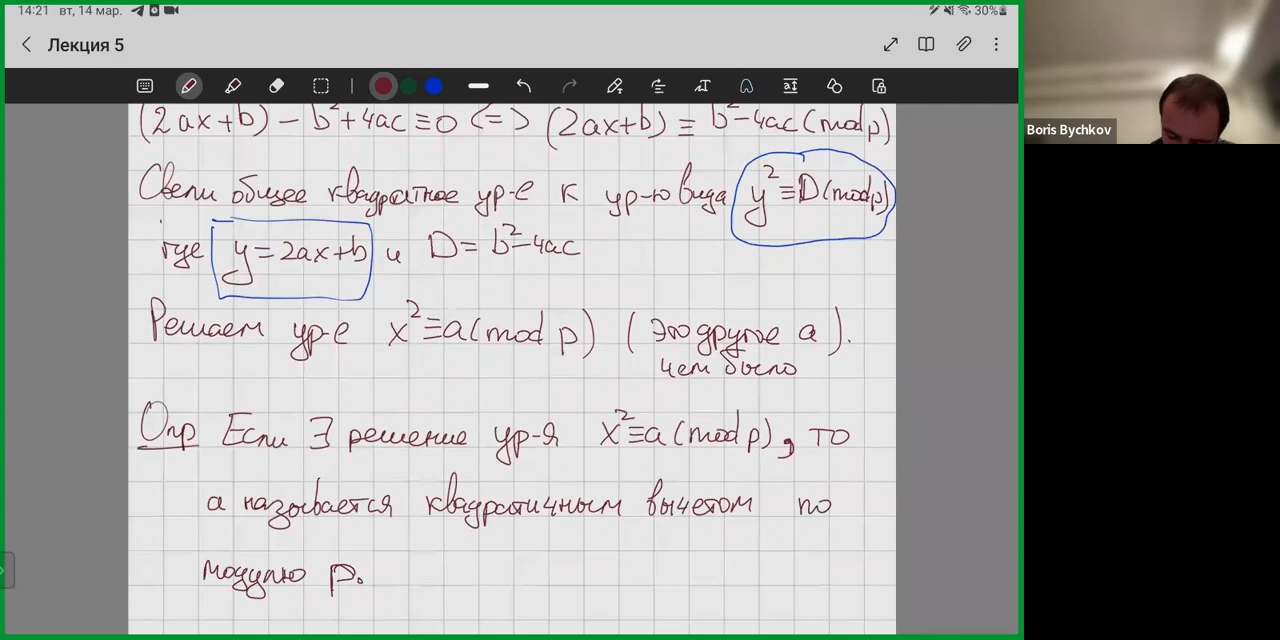 14:21 вт, 14 мар. 30%
Лекция 5
Boris Bychkov
(2ax+b) - b²+4ac ≡0 <=> (2ax+b) ≡ b²-4ac (mod p)
Свели общее квадратное ур-е к ур-ю вида y²≡D(mod p)
где y=2ax+b и D= b²-4ac
Решаем ур-е x²≡a(mod p) (это другое a).
чем было
Опр Если ∃ решение ур-я x²≡a(mod p), то
a называется квадратичным вычетом по
модулю p.